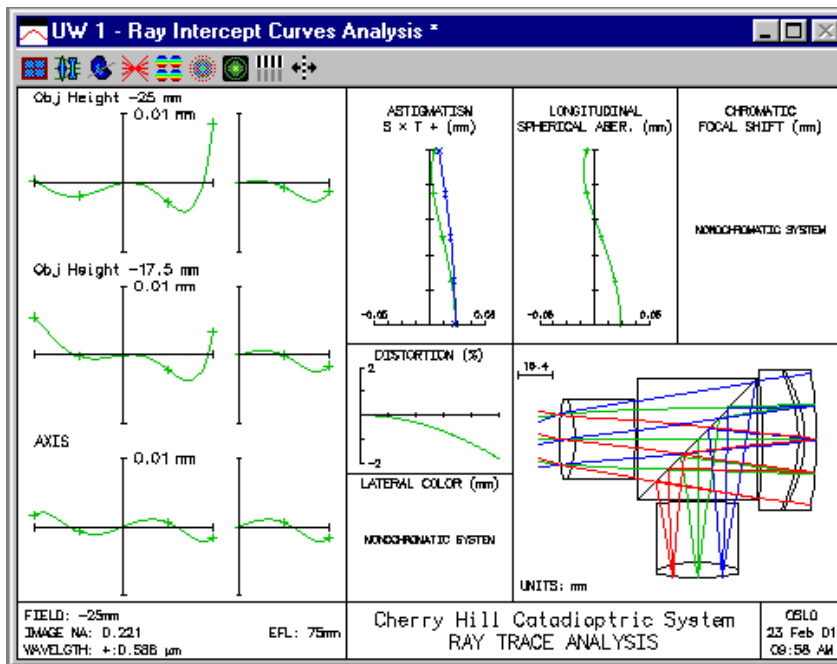 UW 1 - Ray Intercept Curves Analysis *
Obj Height -25 mm
0.01 mm
Obj Height -17.5 mm
0.01 mm
AXIS
0.01 mm
ASTIGMATISM
S × T + (mm)
-0.05
0.05
LONGITUDINAL
SPHERICAL ABER. (mm)
-0.05
0.05
CHROMATIC
FOCAL SHIFT (mm)
MONOCHROMATIC SYSTEM
DISTORTION (%)
2
-2
LATERAL COLOR (mm)
MONOCHROMATIC SYSTEM
18.4
UNITS: mm
FIELD: -25mm
IMAGE NA: 0.221
EFL: 75mm
WAVELGTH: +:0.588 µm
Cherry Hill Catadioptric System
RAY TRACE ANALYSIS
OSLO
23 Feb 01
09:58 AM